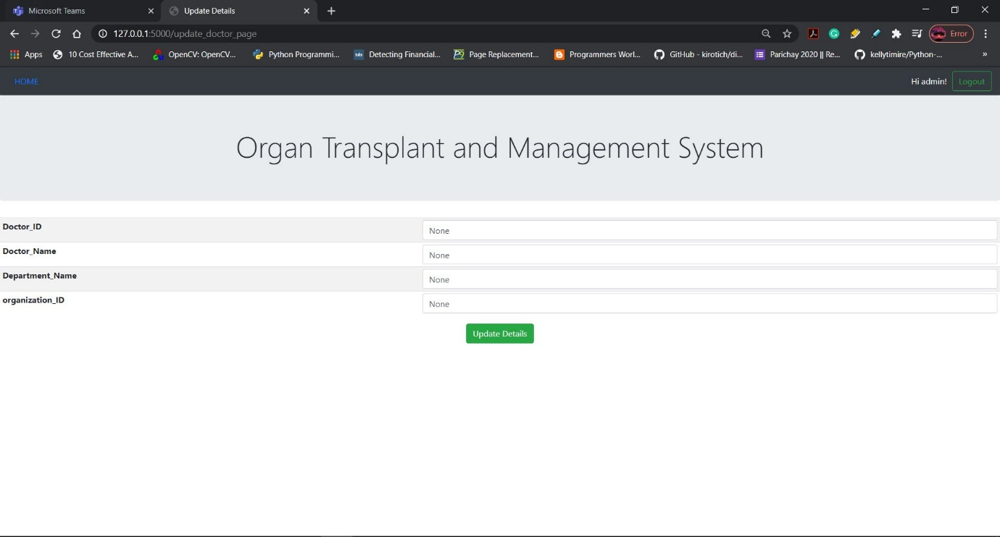 Microsoft Teams
Update Details
127.0.0.1:5000/update_doctor_page
Error
Apps
10 Cost Effective A...
OpenCV: OpenCV...
Python Programmi...
tds
Detecting Financial...
Page Replacement...
Programmers Worl...
GitHub - kirotich/di...
Parichay 2020 || Re...
kellytimire/Python-...
»
HOME
Hi admin!
Logout
Organ Transplant and Management System
Doctor_ID
None
Doctor_Name
None
Department_Name
None
organization_ID
None
Update Details